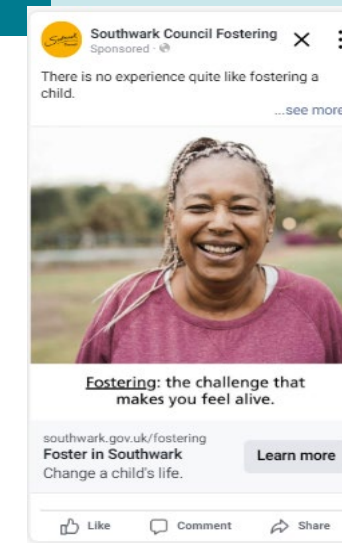 Southwark
Southwark Council Fostering
Sponsored ·
There is no experience quite like fostering a
child.
...see more
Fostering: the challenge that
makes you feel alive.
southwark.gov.uk/fostering
Foster in Southwark
Change a child's life.
Learn more
Like
Comment
Share